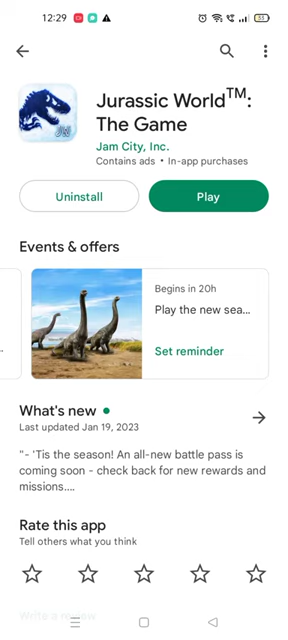 12:29
33
Jurassic World™:
The Game
Jam City, Inc.
Contains ads • In-app purchases
Uninstall
Play
Events & offers
Begins in 20h
Play the new sea...
Set reminder
What's new
Last updated Jan 19, 2023
"- 'Tis the season! An all-new battle pass is
coming soon - check back for new rewards and
missions....
Rate this app
Tell others what you think
Write a review